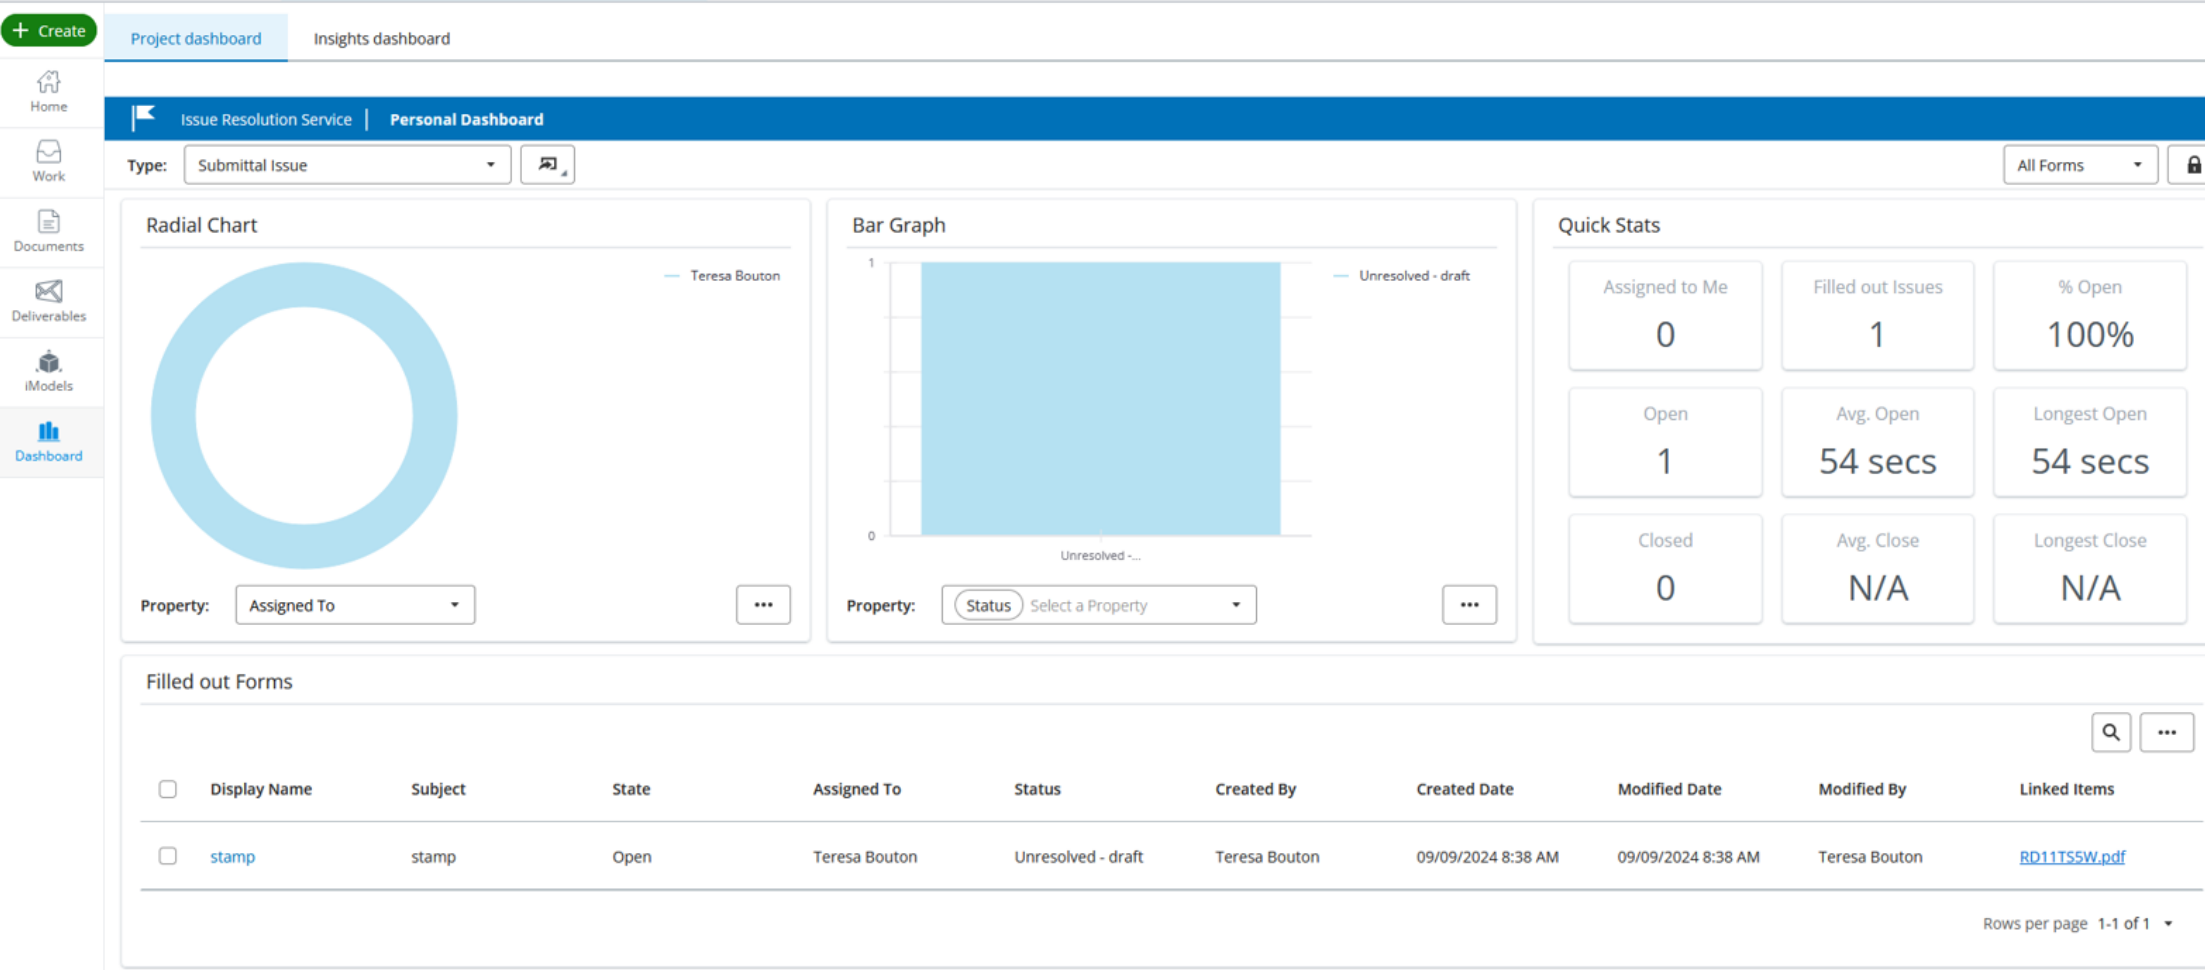 Create
Project dashboard
Insights dashboard
Home
Work
Documents
Deliverables
iModels
Dashboard
Issue Resolution Service | Personal Dashboard
Type: Submittal Issue
All Forms
Radial Chart
Teresa Bouton
Property: Assigned To
Bar Graph
1
0
Unresolved - draft
Unresolved -...
Property: Status Select a Property
Quick Stats
Assigned to Me
0
Filled out Issues
1
% Open
100%
Open
1
Avg. Open
54 secs
Longest Open
54 secs
Closed
0
Avg. Close
N/A
Longest Close
N/A
Filled out Forms
Display Name Subject State Assigned To Status Created By Created Date Modified Date Modified By Linked Items
stamp stamp Open Teresa Bouton Unresolved - draft Teresa Bouton 09/09/2024 8:38 AM 09/09/2024 8:38 AM Teresa Bouton RD11TS5W.pdf
Rows per page 1-1 of 1